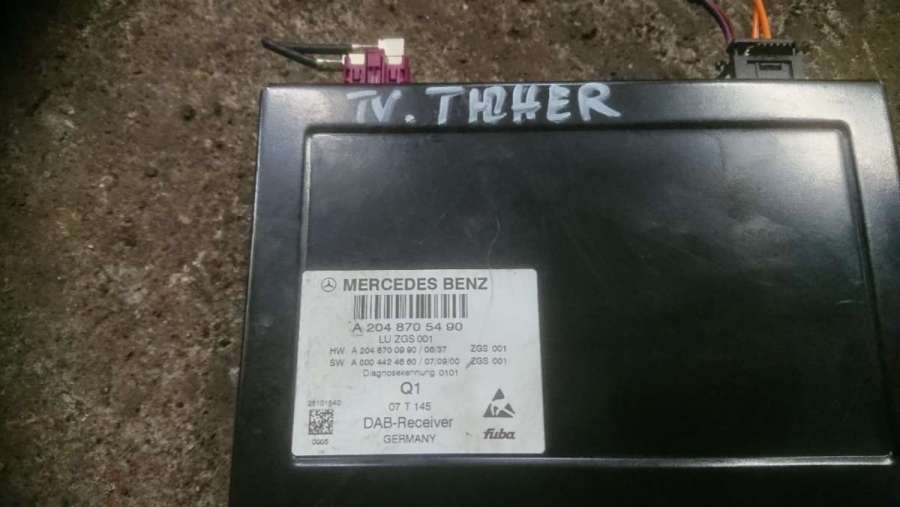 TV. THHER
MERCEDES BENZ
A 204 870 54 90
LU ZGS 001
HW A 204 870 09 90 / 06/37 ZGS 001
SW A 000 442 46 60 / 07/09/00 ZGS 001
Diagnosekennung 0101
Q1
07 T 145
DAB-Receiver
GERMANY
0005
fuba